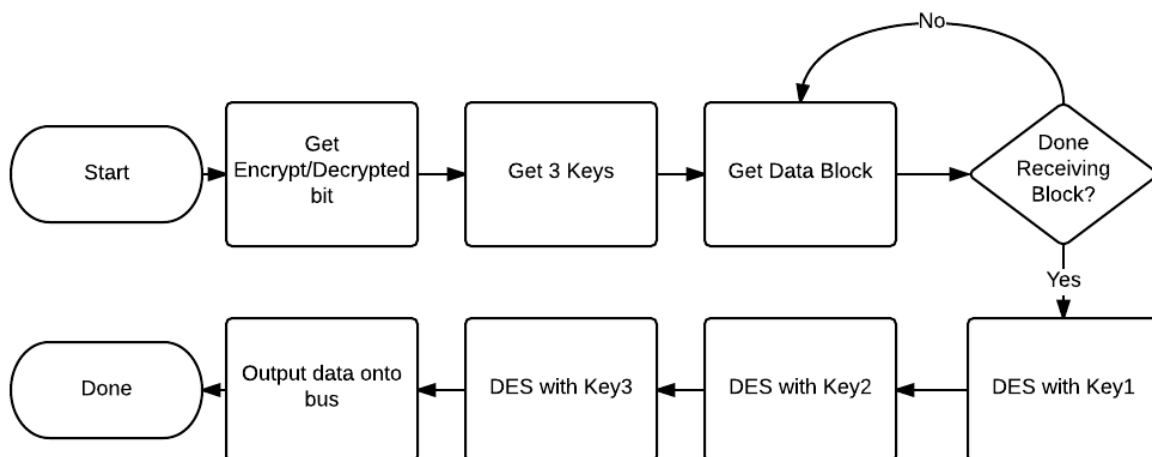 No
Start
Get
Encrypt/Decrypted
bit
Get 3 Keys
Get Data Block
Done
Receiving
Block?
Yes
Done
Output data onto
bus
DES with Key3
DES with Key2
DES with Key1